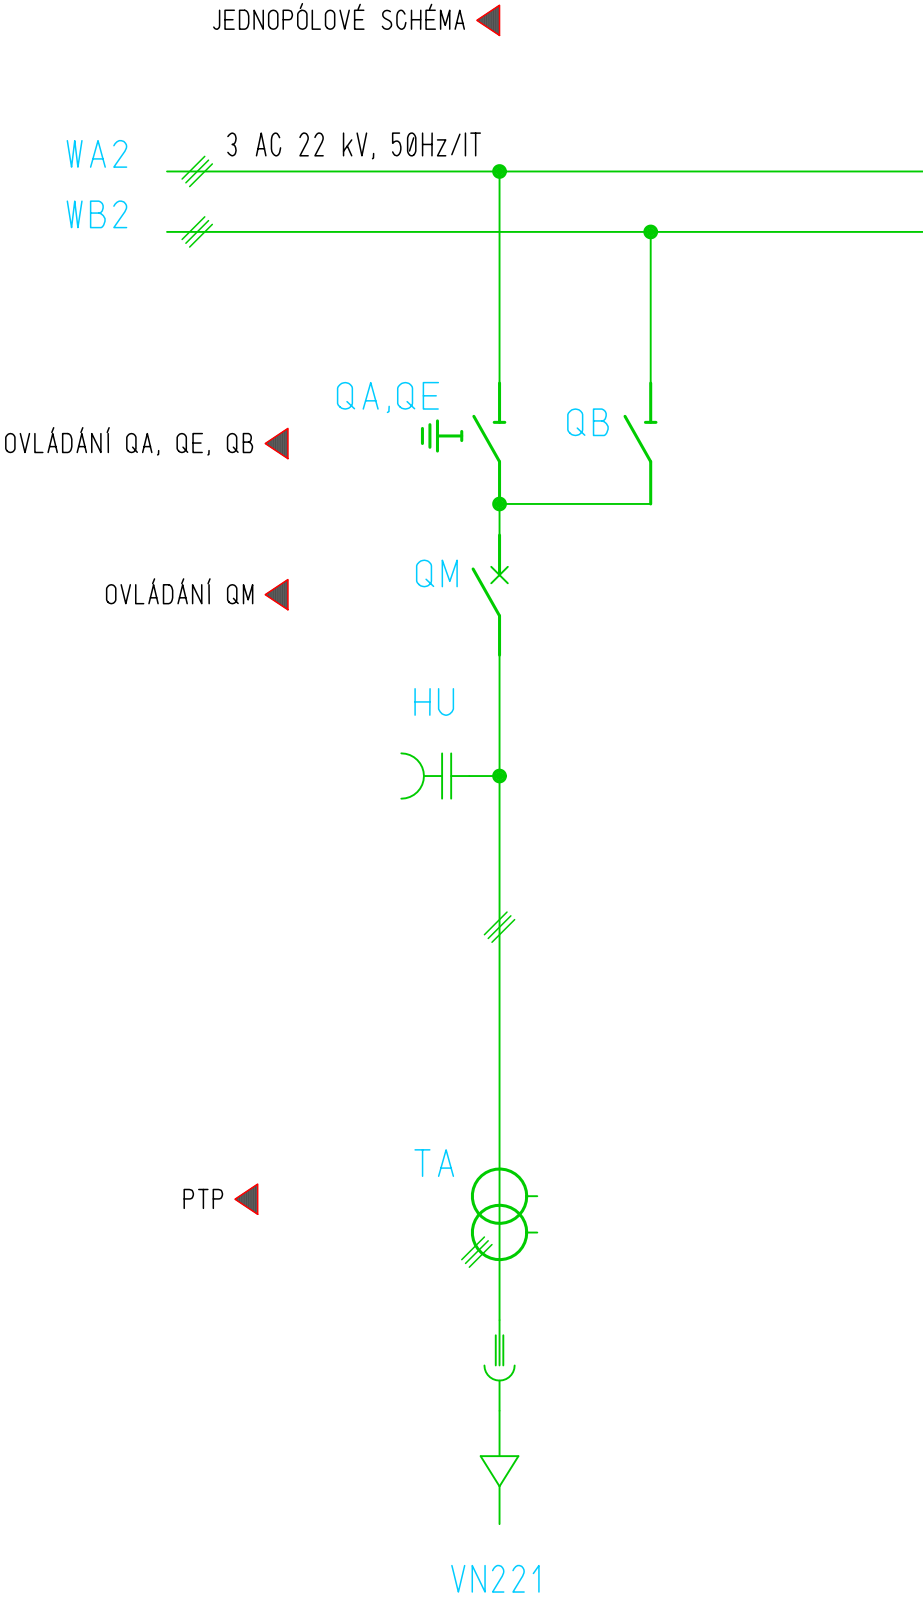 JEDNOPÓLOVÉ SCHÉMA
3 AC 22 kV, 50Hz/IT
WA2
WB2
QA,QE
QB
OVLÁDÁNÍ QA, QE, QB
QM
OVLÁDÁNÍ QM
HU
TA
PTP
VN221